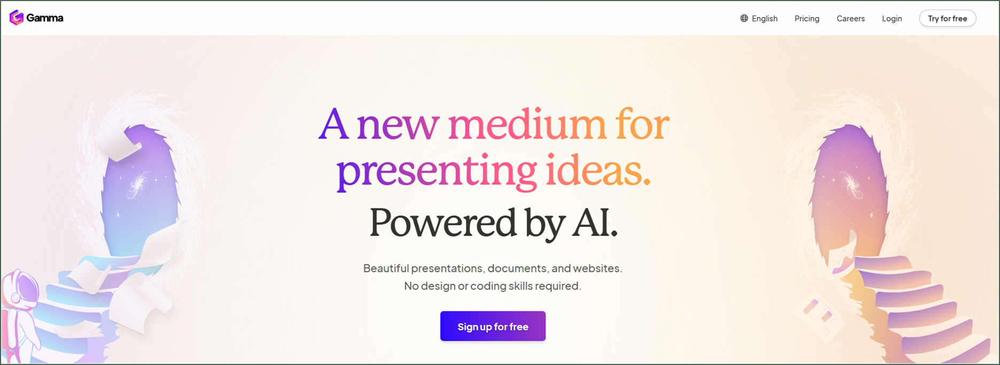 Gamma
English Pricing Careers Login Try for free
A new medium for
presenting ideas.
Powered by AI.
Beautiful presentations, documents, and websites.
No design or coding skills required.
Sign up for free